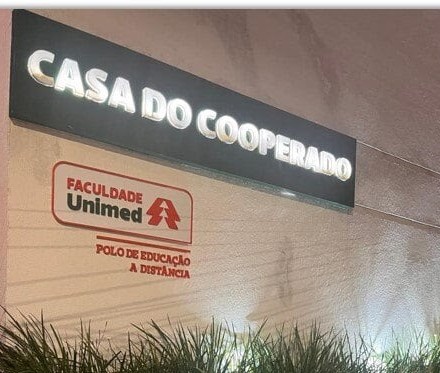 CASA DO COOPERADO
FACULDADE
Unimed
POLO DE EDUCAÇÃO
A DISTÂNCIA